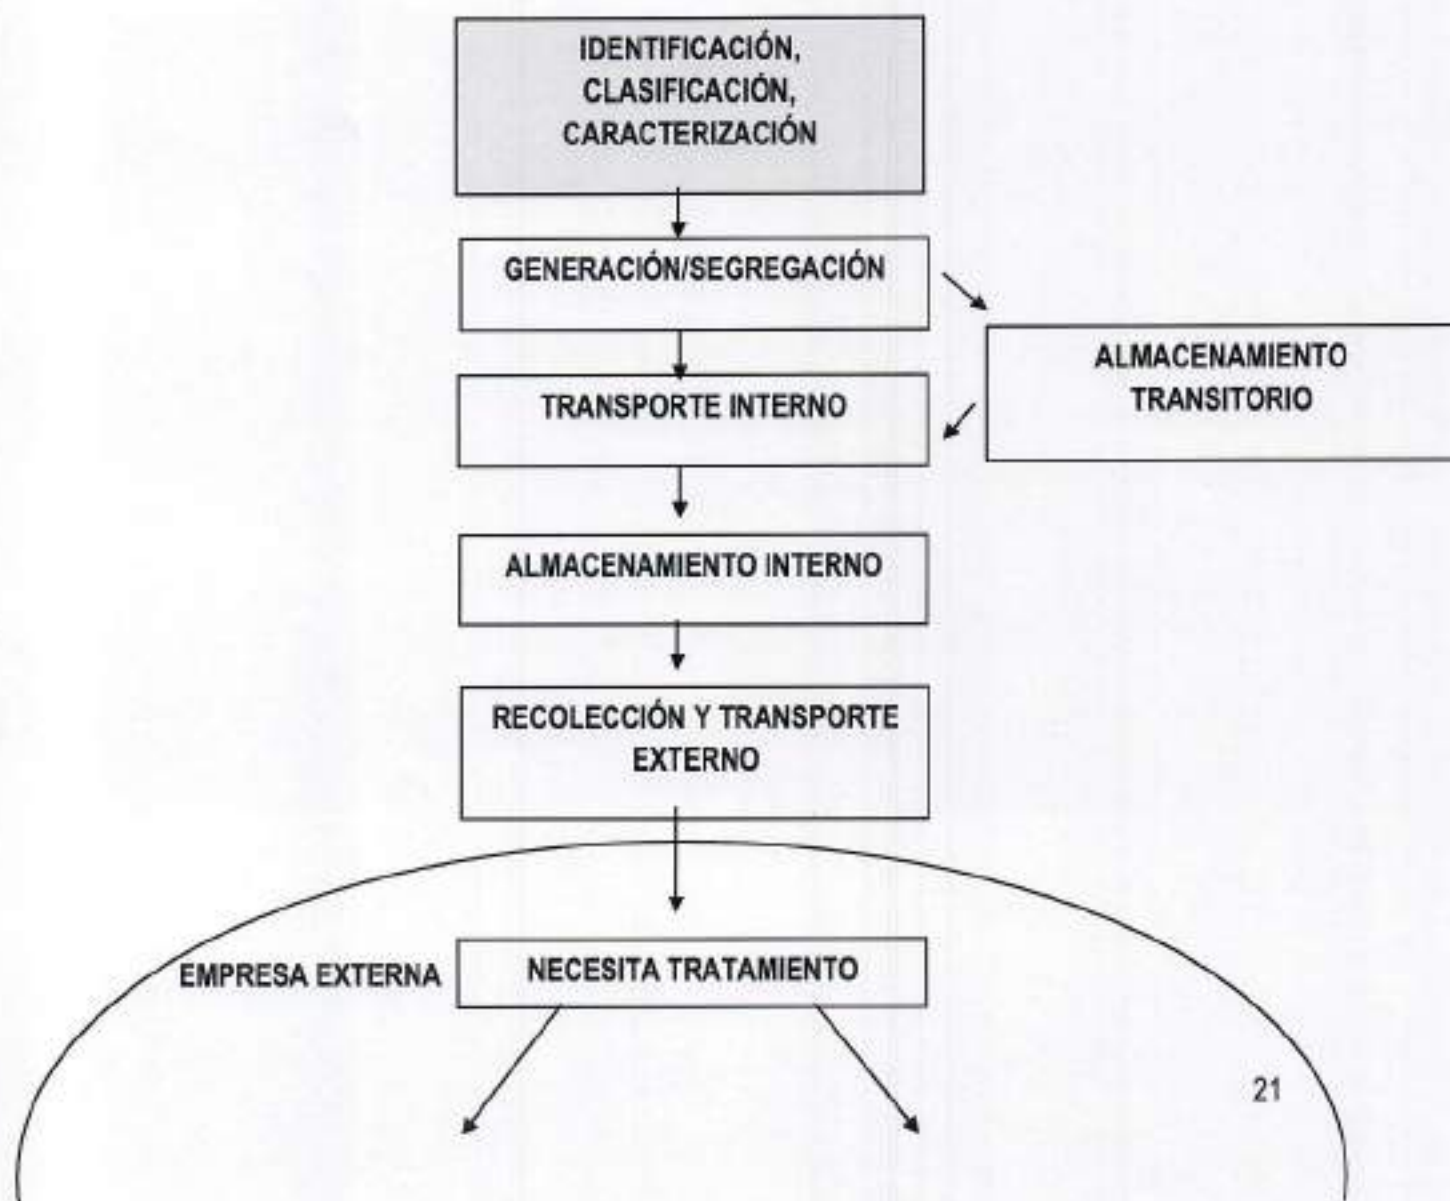 IDENTIFICACIÓN,
CLASIFICACIÓN,
CARACTERIZACIÓN
GENERACIÓN/SEGREGACIÓN
ALMACENAMIENTO
TRANSITORIO
TRANSPORTE INTERNO
ALMACENAMIENTO INTERNO
RECOLECCIÓN Y TRANSPORTE
EXTERNO
EMPRESA EXTERNA
NECESITA TRATAMIENTO
21